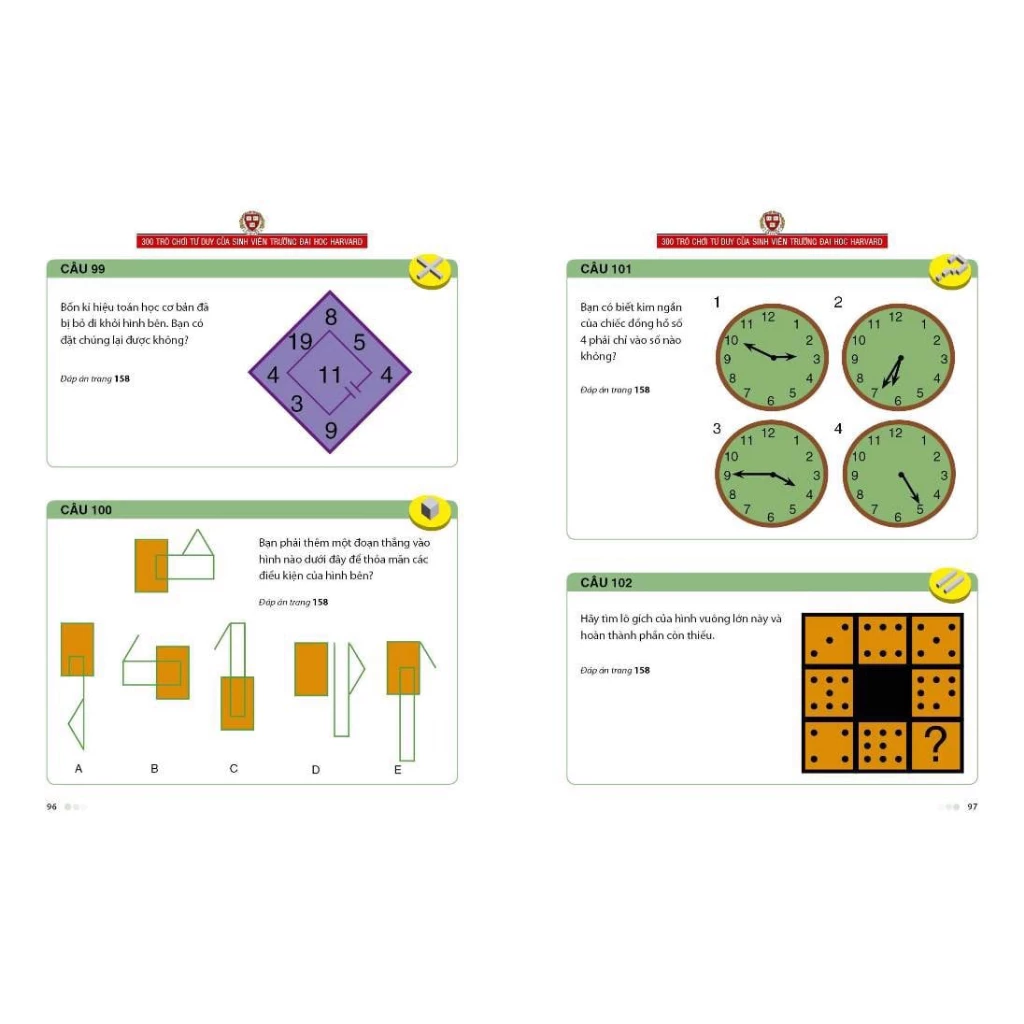 300 TRÒ CHƠI TƯ DUY CỦA SINH VIÊN TRƯỜNG ĐẠI HỌC HARVARD
CÂU 99
Bốn kí hiệu toán học cơ bản đã
bị bỏ đi khỏi hình bên. Bạn có
đặt chúng lại được không?
Đáp án trang 158
8
19 5
4 11 4
3
9
CÂU 100
Bạn phải thêm một đoạn thẳng vào
hình nào dưới đây để thỏa mãn các
điều kiện của hình bên?
Đáp án trang 158
A B C D E
96
300 TRÒ CHƠI TƯ DUY CỦA SINH VIÊN TRƯỜNG ĐẠI HỌC HARVARD
CÂU 101
Bạn có biết kim ngắn
của chiếc đồng hồ số
4 phải chỉ vào số nào
không?
Đáp án trang 158
1
12 1 2 3 4 5 6 7 8 9 10 11
2
12 1 2 3 4 5 6 7 8 9 10 11
3
12 1 2 3 4 5 6 7 8 9 10 11
4
12 1 2 3 4 5 6 7 8 9 10 11
CÂU 102
Hãy tìm lô gích của hình vuông lớn này và
hoàn thành phần còn thiếu.
Đáp án trang 158
?
97